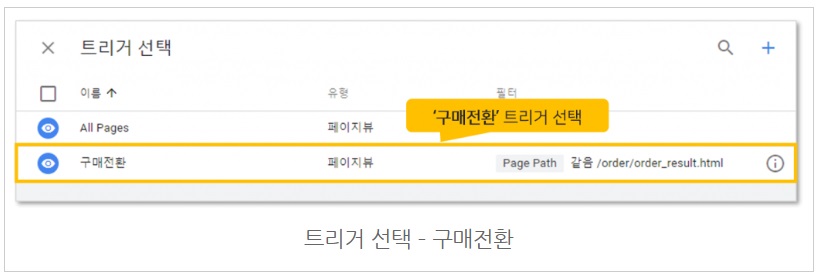 트리거 선택
이름 ↑ 유형 필터
'구매전환' 트리거 선택
All Pages 페이지뷰
구매전환 페이지뷰 Page Path 같음 /order/order_result.html
트리거 선택 - 구매전환